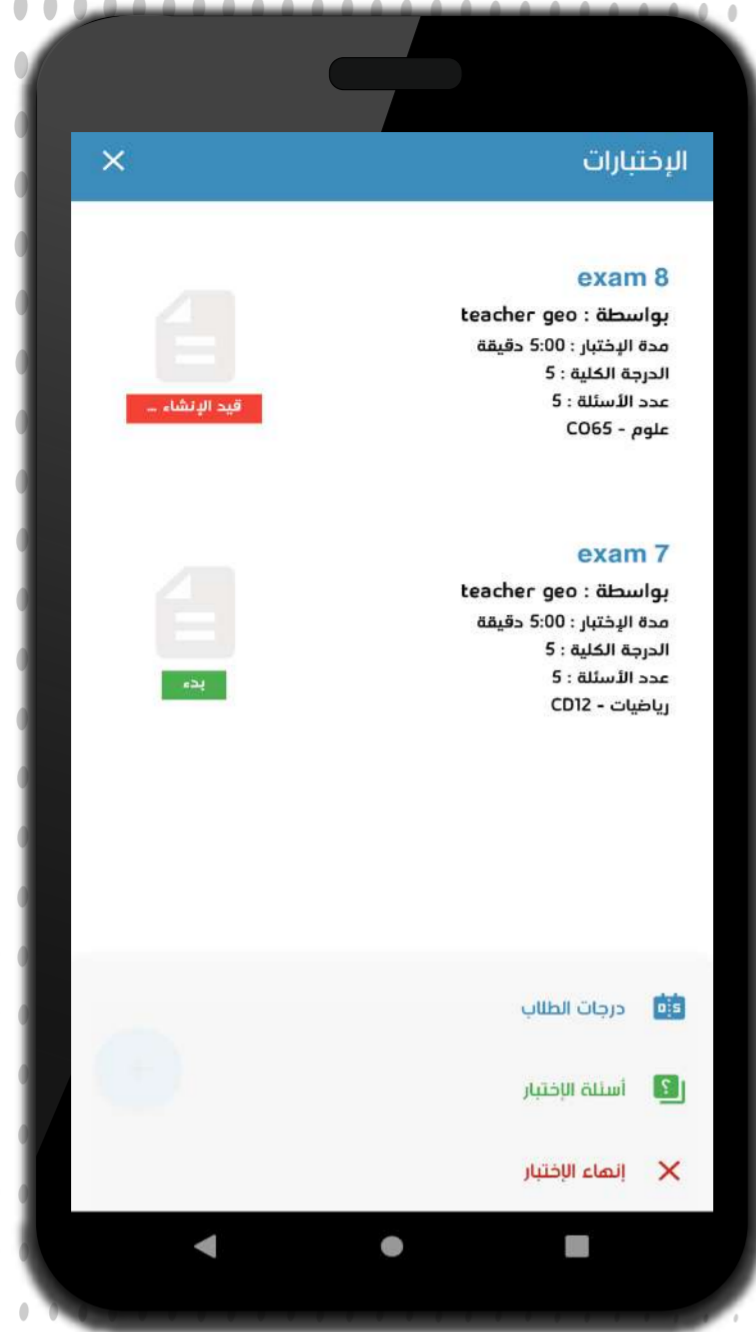 الإختبارات
exam 8
بواسطة : teacher geo
مدة الإختبار : 5:00 دقيقة
الدرجة الكلية : 5
عدد الأسئلة : 5
علوم - CO65
قيد الإنشاء ...
exam 7
بواسطة : teacher geo
مدة الإختبار : 5:00 دقيقة
الدرجة الكلية : 5
عدد الأسئلة : 5
رياضيات - CD12
بدء
درجات الطلاب
أسئلة الإختبار
إنهاء الإختبار